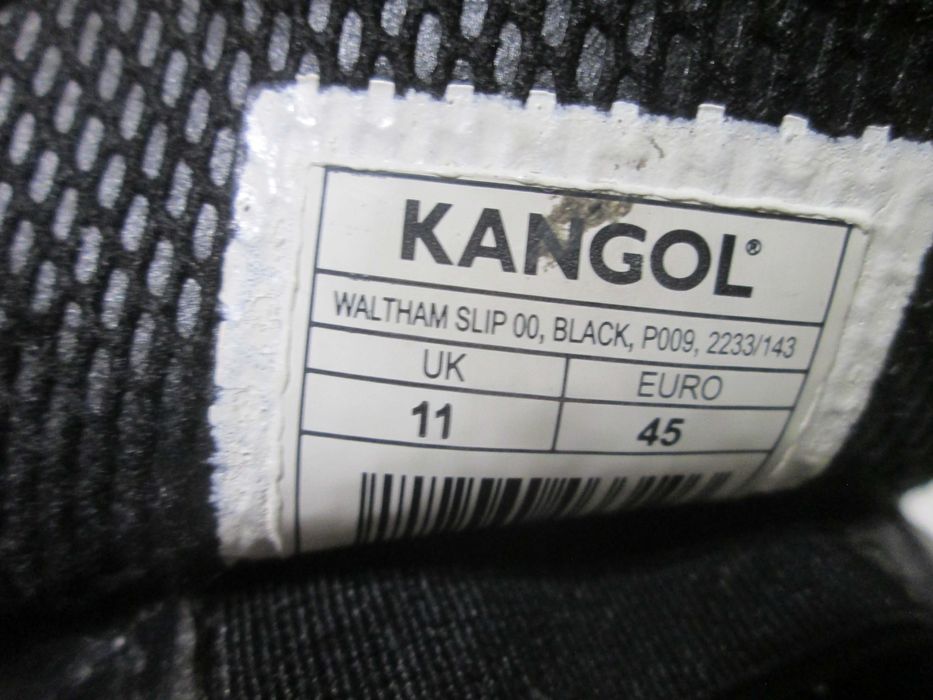 KANGOL®
WALTHAM SLIP 00, BLACK, P009, 2233/143
UK EURO
11 45